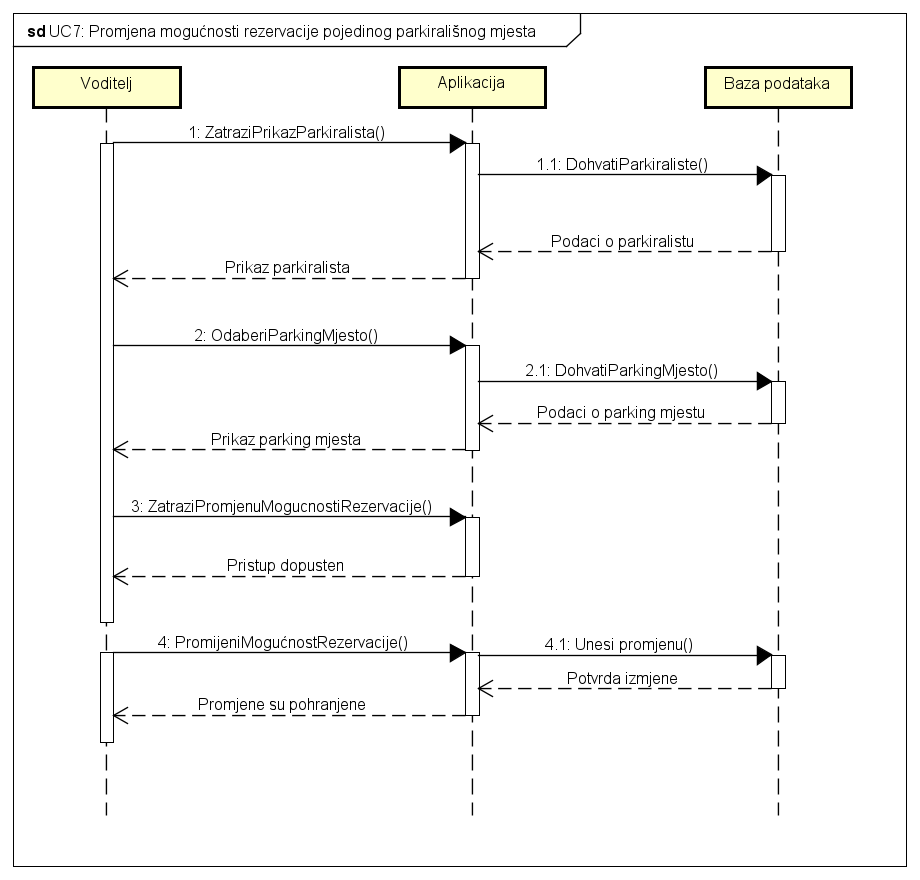 sd UC7: Promjena mogućnosti rezervacije pojedinog parkirališnog mjesta
Voditelj
Aplikacija
Baza podataka
1: ZatraziPrikazParkiralista()
1.1: DohvatiParkiraliste()
Podaci o parkiralistu
Prikaz parkiralista
2: OdaberiParkingMjesto()
2.1: DohvatiParkingMjesto()
Podaci o parking mjestu
Prikaz parking mjesta
3: ZatraziPromjenuMogucnostiRezervacije()
Pristup dopusten
4: PromijeniMogućnostRezervacije()
4.1: Unesi promjenu()
Potvrda izmjene
Promjene su pohranjene